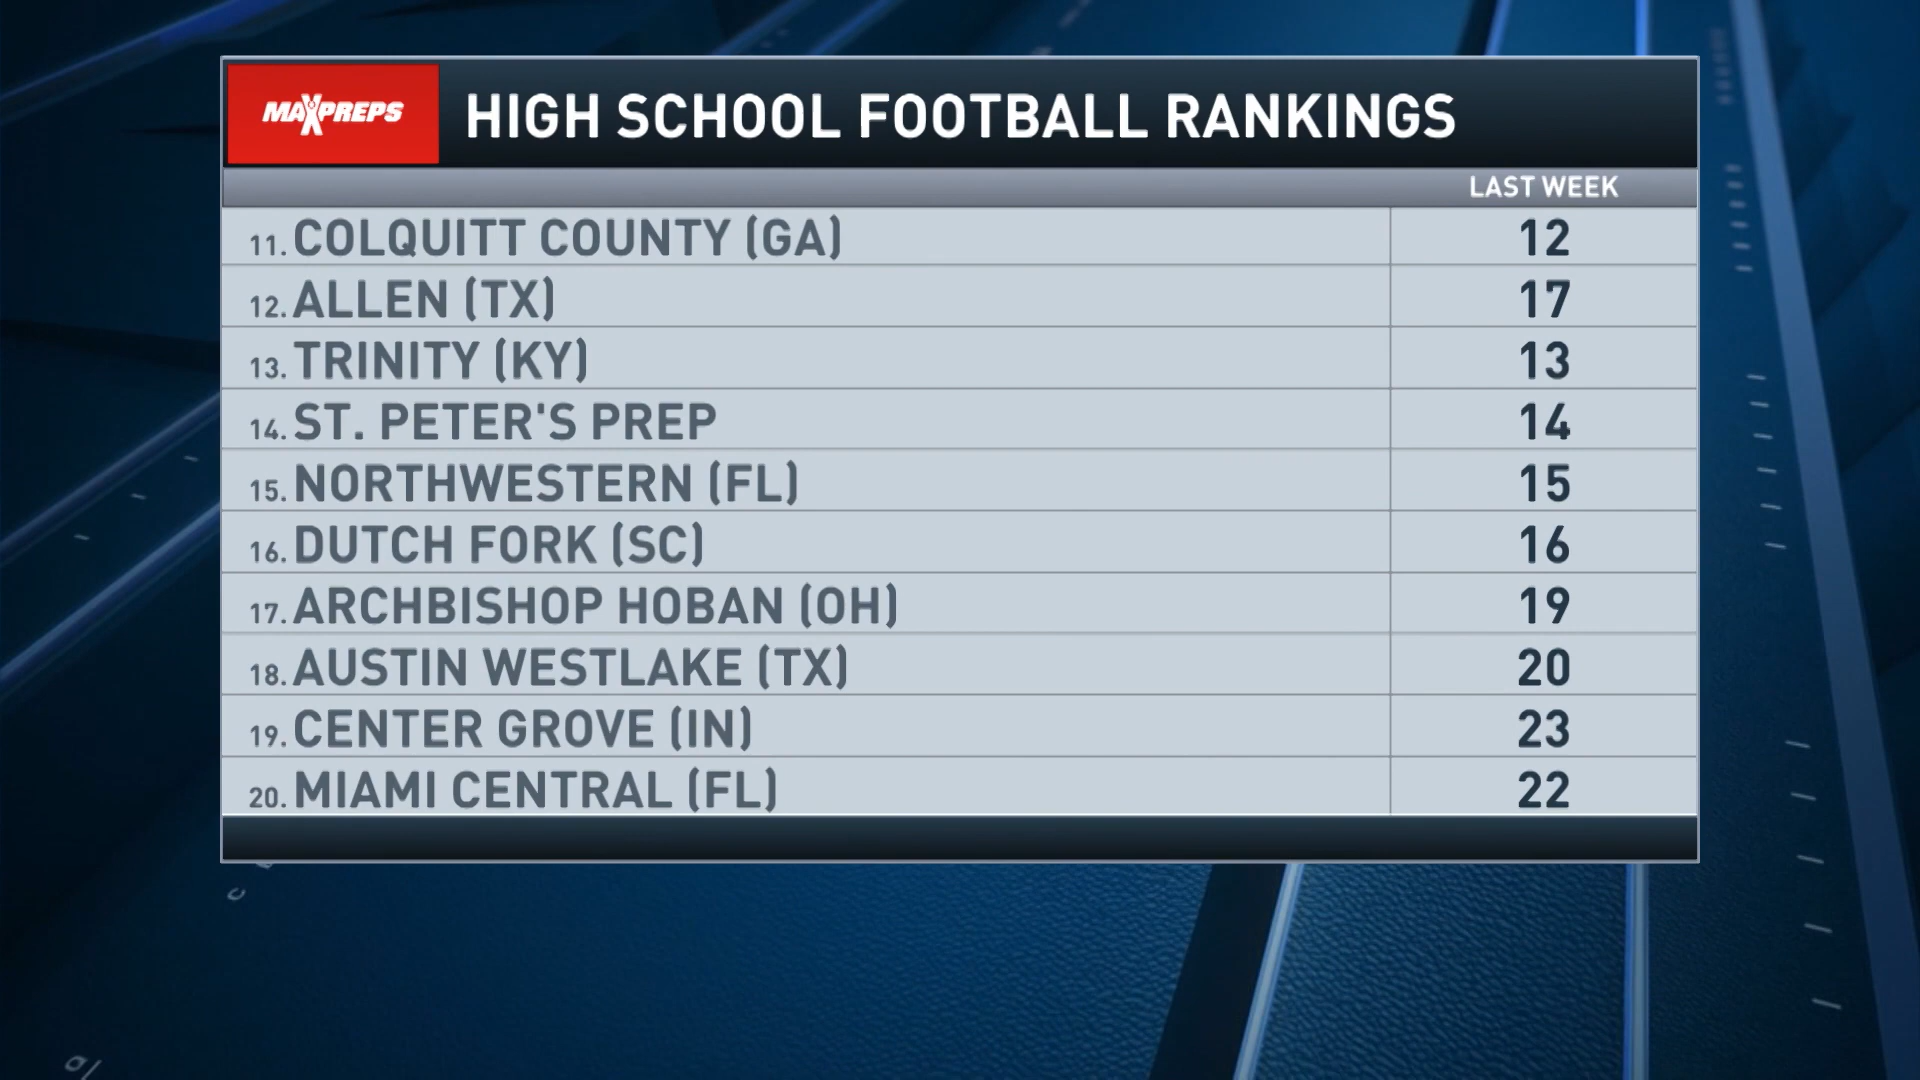 MAXPREPS HIGH SCHOOL FOOTBALL RANKINGS
LAST WEEK
11. COLQUITT COUNTY (GA) 12
12. ALLEN (TX) 17
13. TRINITY (KY) 13
14. ST. PETER'S PREP 14
15. NORTHWESTERN (FL) 15
16. DUTCH FORK (SC) 16
17. ARCHBISHOP HOBAN (OH) 19
18. AUSTIN WESTLAKE (TX) 20
19. CENTER GROVE (IN) 23
20. MIAMI CENTRAL (FL) 22